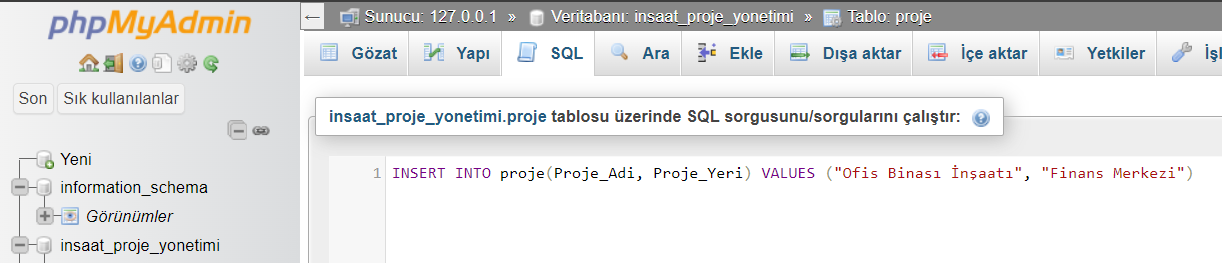 phpMyAdmin
Sunucu: 127.0.0.1 » Veritabanı: insaat_proje_yonetimi » Tablo: proje
Gözat Yapı SQL Ara Ekle Dışa aktar İçe aktar Yetkiler
Son Sık kullanılanlar
insaat_proje_yonetimi.proje tablosu üzerinde SQL sorgusunu/sorgularını çalıştır:
Yeni
information_schema
Görünümler
insaat_proje_yonetimi
1 INSERT INTO proje(Proje_Adi, Proje_Yeri) VALUES ("Ofis Binası İnşaatı", "Finans Merkezi")